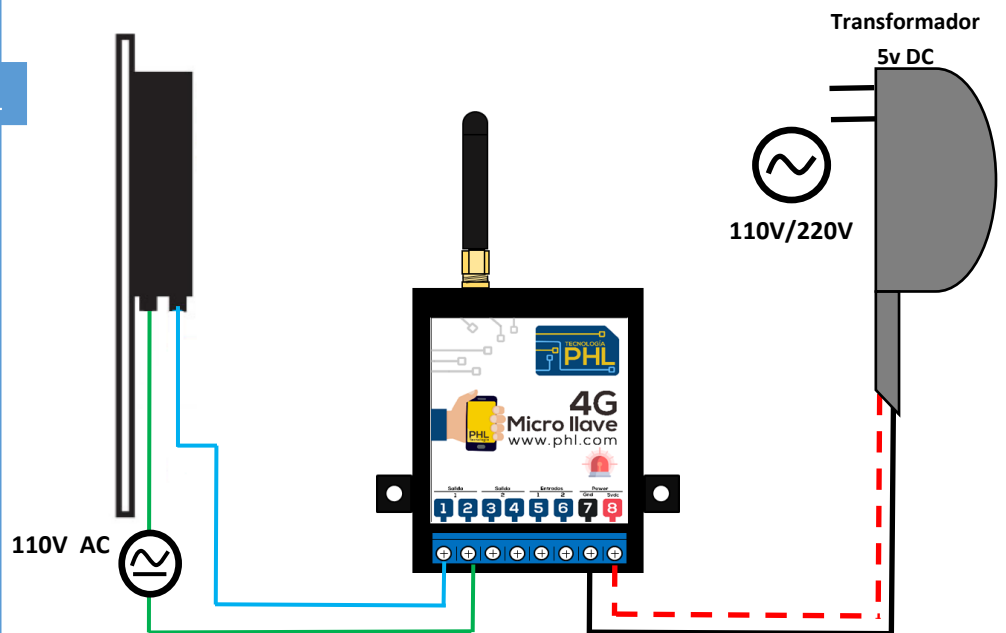 Transformador
5v DC
110V/220V
TECNOLOGÍA
PHL
4G
Micro llave
www.phl.com
PHL
Salida
1
Salida
2
Entradas
1 2
Power
Gnd 5vdc
1 2 3 4 5 6 7 8
110V AC